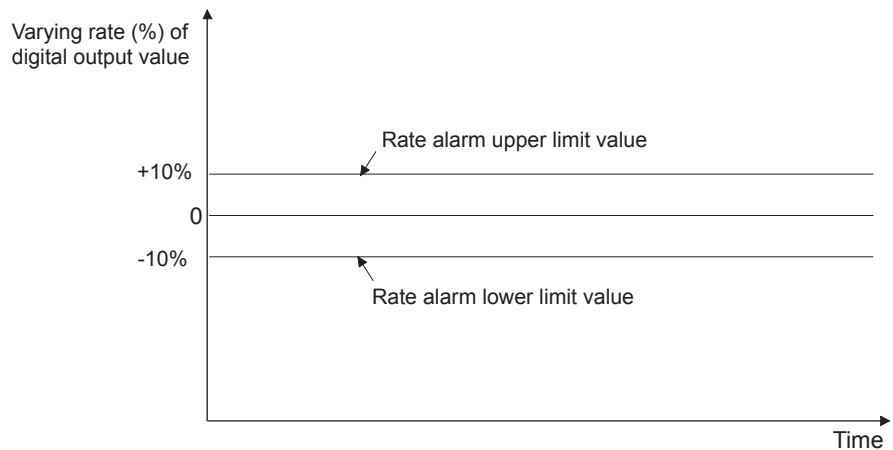 Varying rate (%) of
digital output value
Rate alarm upper limit value
+10%
0
-10%
Rate alarm lower limit value
Time